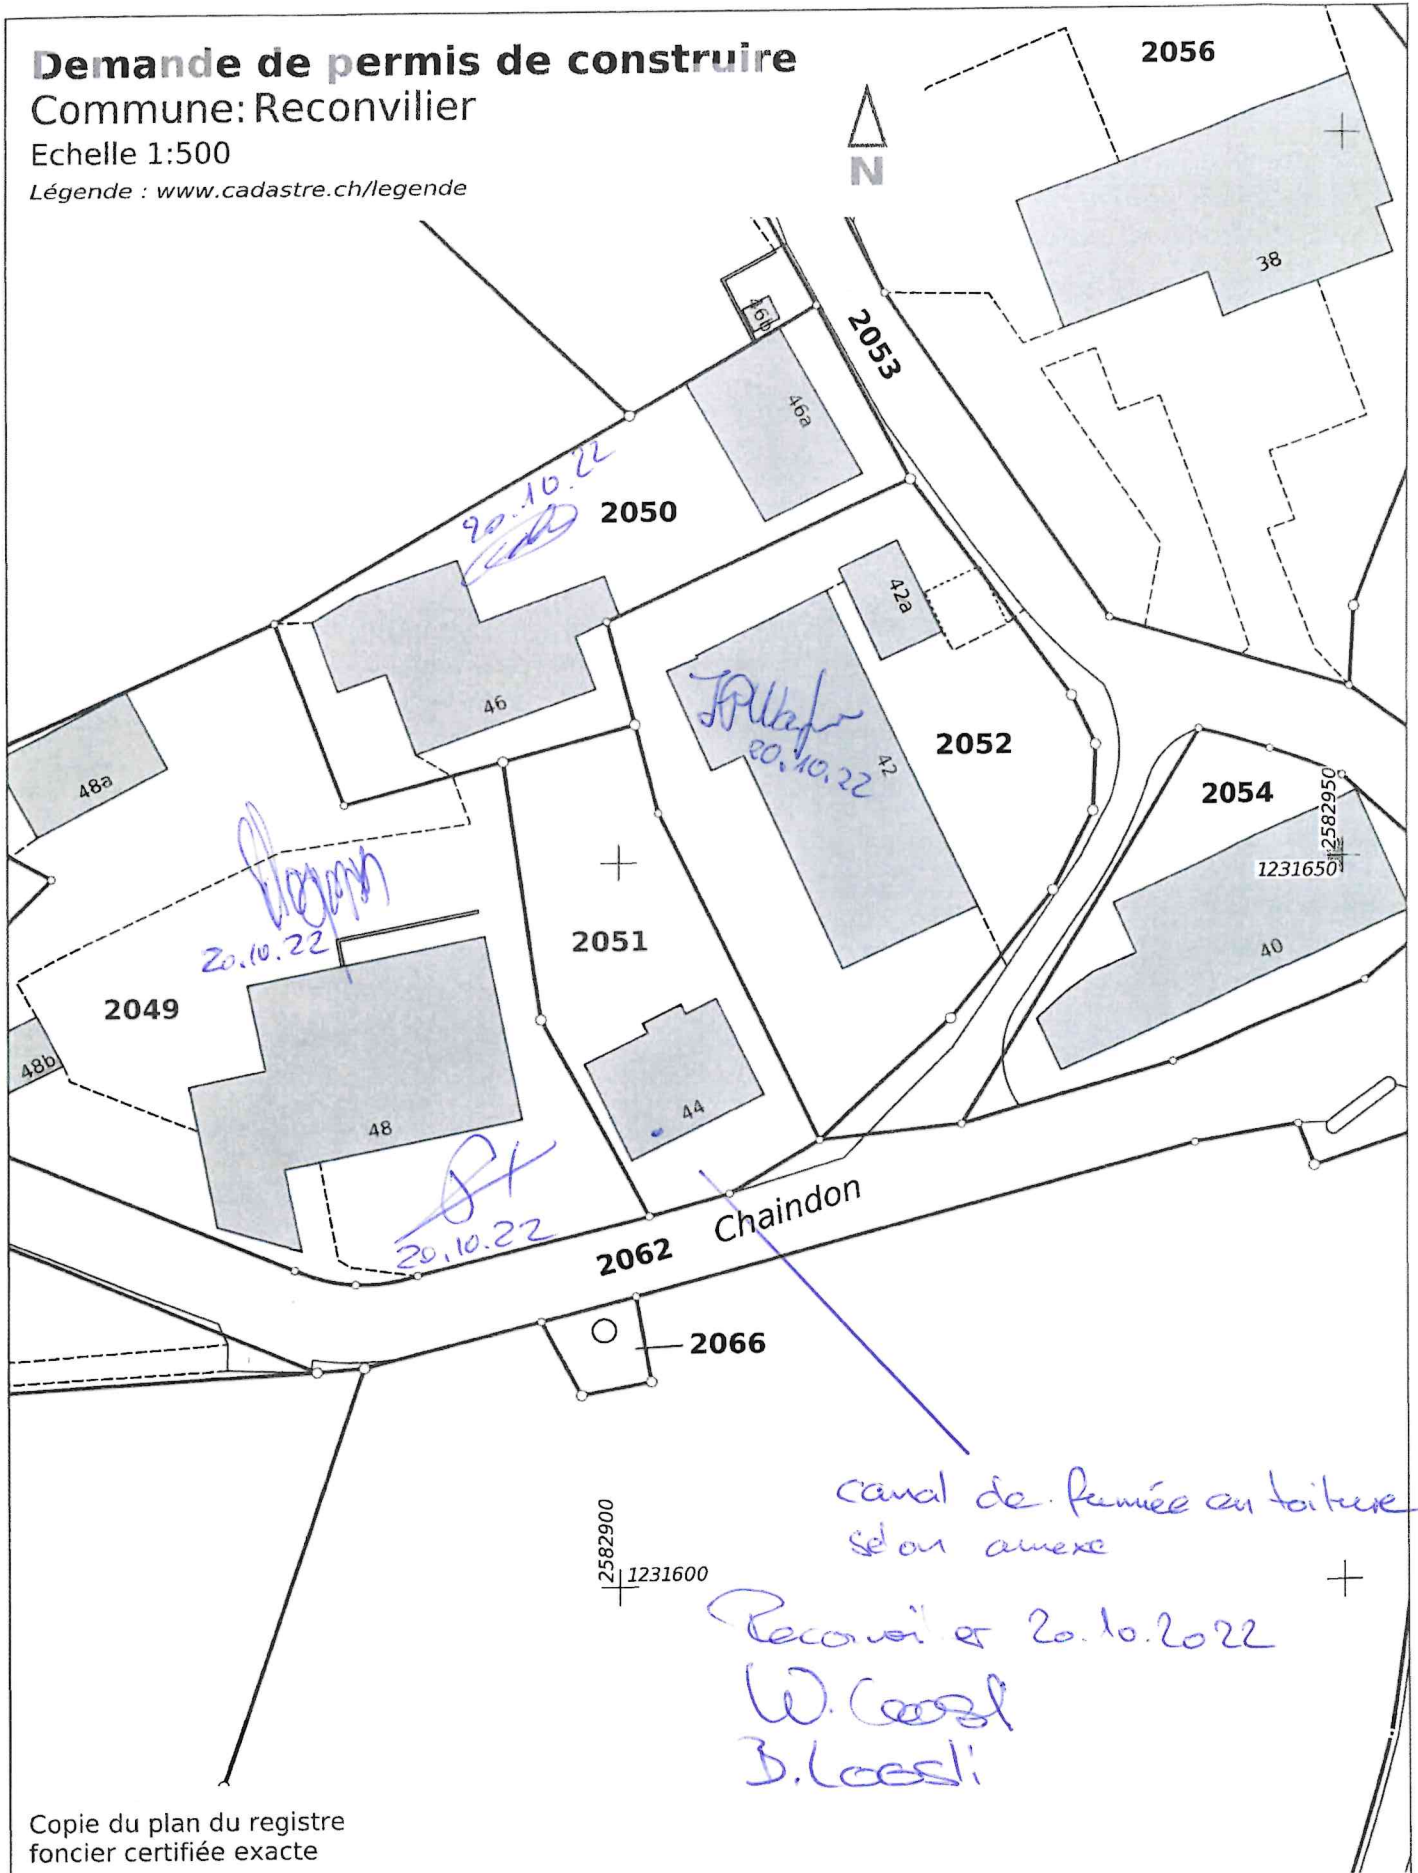 Demande de permis de construire
Commune: Reconvilier
Echelle 1:500
Légende : www.cadastre.ch/legende
N
2056
38
46b
2053
46a
20.10.22
2050
42a
46
20.10.22
42
2052
48a
2054
2582950
1231650
40
20.10.22
2051
2049
48b
44
48
20.10.22
Chaindon
2062
2066
canal de fumée en toiture
selon annexe
2582900
1231600
Reconvilier 20.10.2022
W. Loosli
B. Loosli
Copie du plan du registre
foncier certifiée exacte